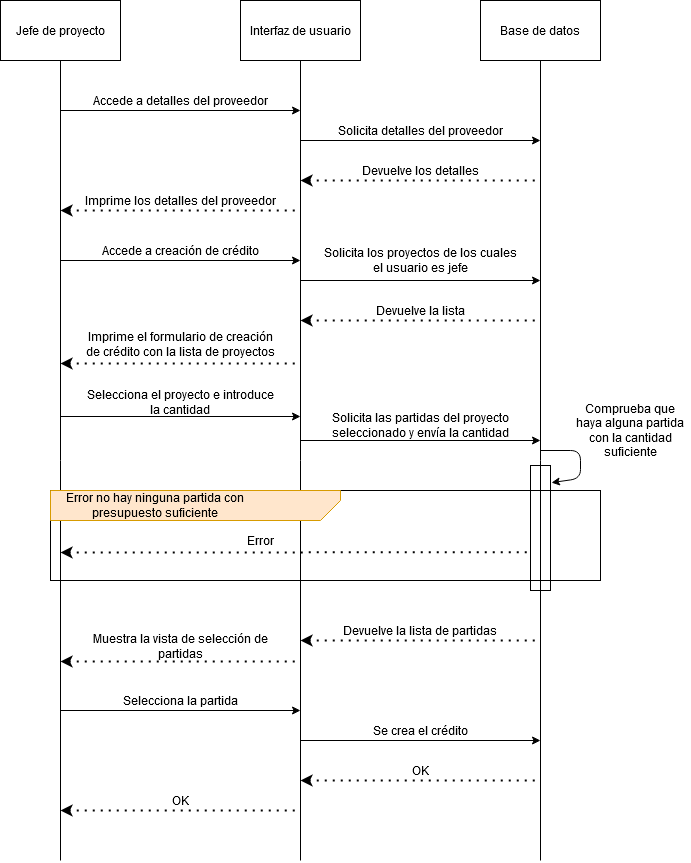 Jefe de proyecto
Interfaz de usuario
Base de datos
Accede a detalles del proveedor
Solicita detalles del proveedor
Devuelve los detalles
Imprime los detalles del proveedor
Accede a creación de crédito
Solicita los proyectos de los cuales
el usuario es jefe
Devuelve la lista
Imprime el formulario de creación
de crédito con la lista de proyectos
Selecciona el proyecto e introduce
la cantidad
Solicita las partidas del proyecto
seleccionado y envía la cantidad
Comprueba que
haya alguna partida
con la cantidad
suficiente
Error no hay ninguna partida con
presupuesto suficiente
Error
Devuelve la lista de partidas
Muestra la vista de selección de
partidas
Selecciona la partida
Se crea el crédito
OK
OK